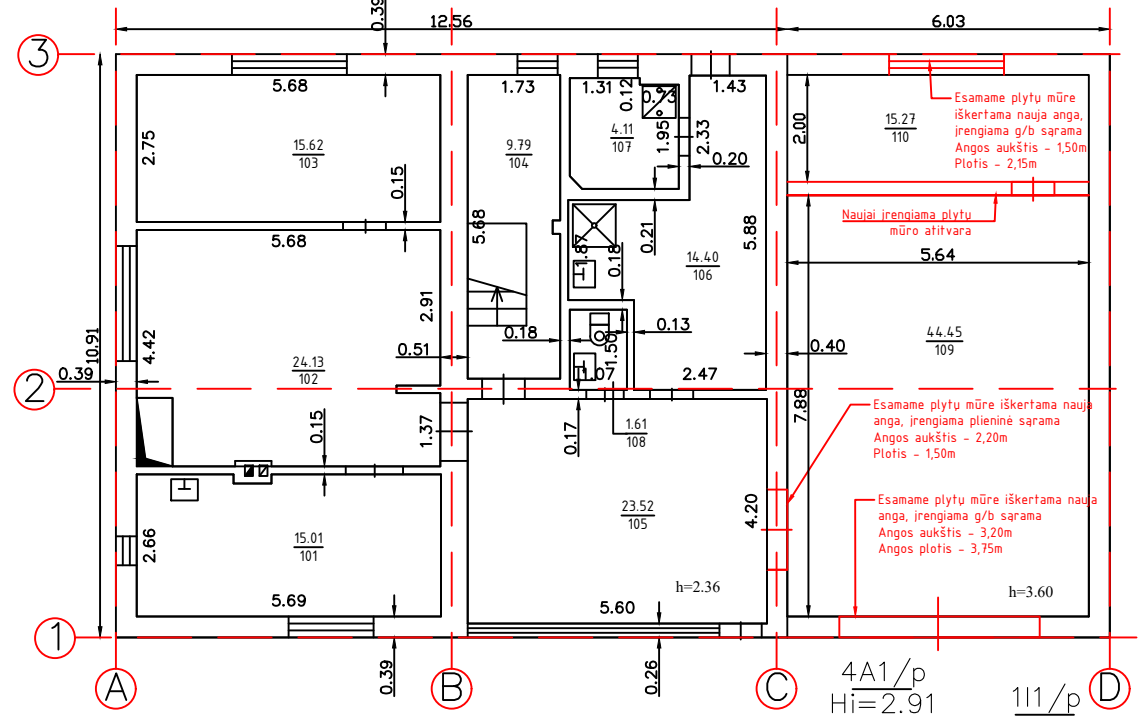 0.39
12.56
6.03
3
5.68
1.73
1.31
0.12
0.73
1.43
Esamame plytų mūre
iškertama nauja anga,
įrengiama g/b sąrama
Angos aukštis - 1,50m
Plotis - 2,15m
2.75
15.62
103
9.79
104
4.11
107
1.95
2.33
2.00
15.27
110
0.15
0.20
5.68
5.68
0.21
5.88
Naujai įrengiama plytų
mūro atitvara
1.87
0.18
14.40
106
5.64
2.91
10.91
4.42
0.51
0.18
1.50
0.13
0.40
44.45
109
24.13
102
0.39
2
1.07
2.47
7.88
Esamame plytų mūre iškertama nauja
anga, įrengiama plieninė sąrama
Angos aukštis - 2,20m
Plotis - 1,50m
0.15
1.37
0.17
1.61
108
23.52
105
4.20
Esamame plytų mūre iškertama nauja
anga, įrengiama g/b sąrama
Angos aukštis - 3,20m
Angos plotis - 3,75m
2.66
15.01
101
h=2.36
h=3.60
5.69
5.60
1
0.39
0.26
A
B
C
4A1/p
Hi=2.91
1I1/p
D